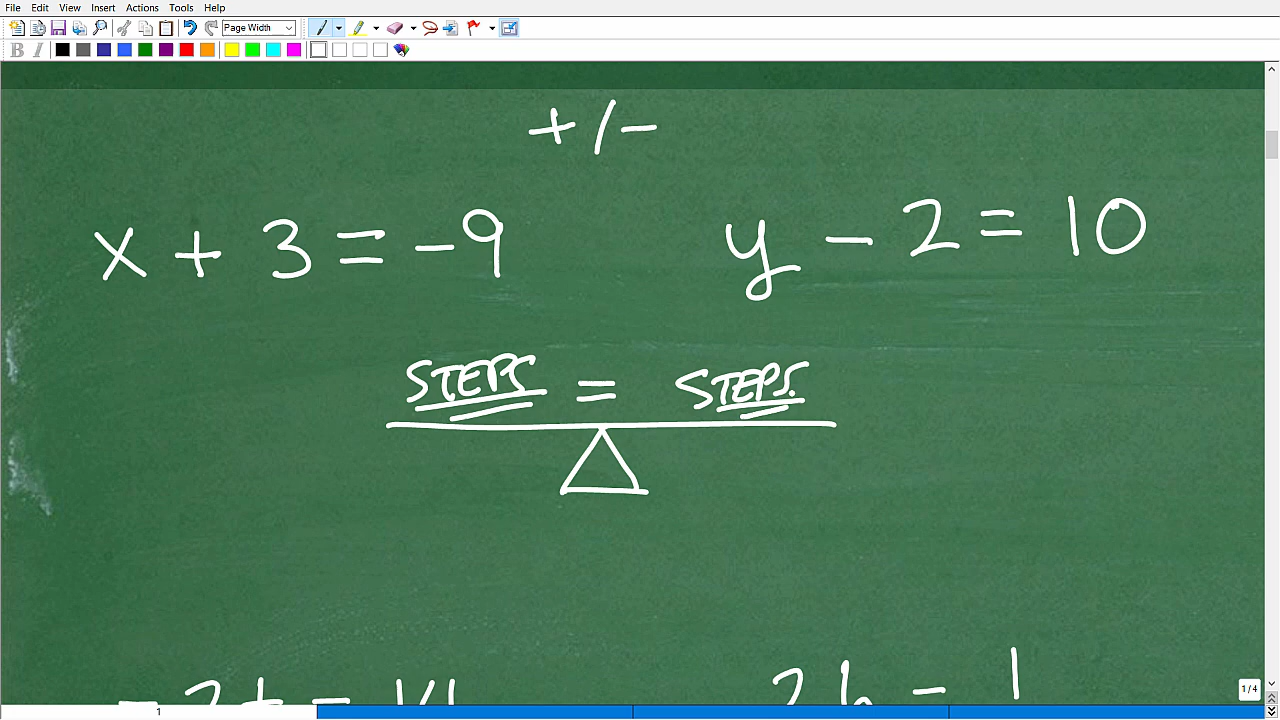 File Edit View Insert Actions Tools Help
Page Width
B I
+/-
x + 3 = -9
y - 2 = 10
STEPS = STEPS.
1/4
1